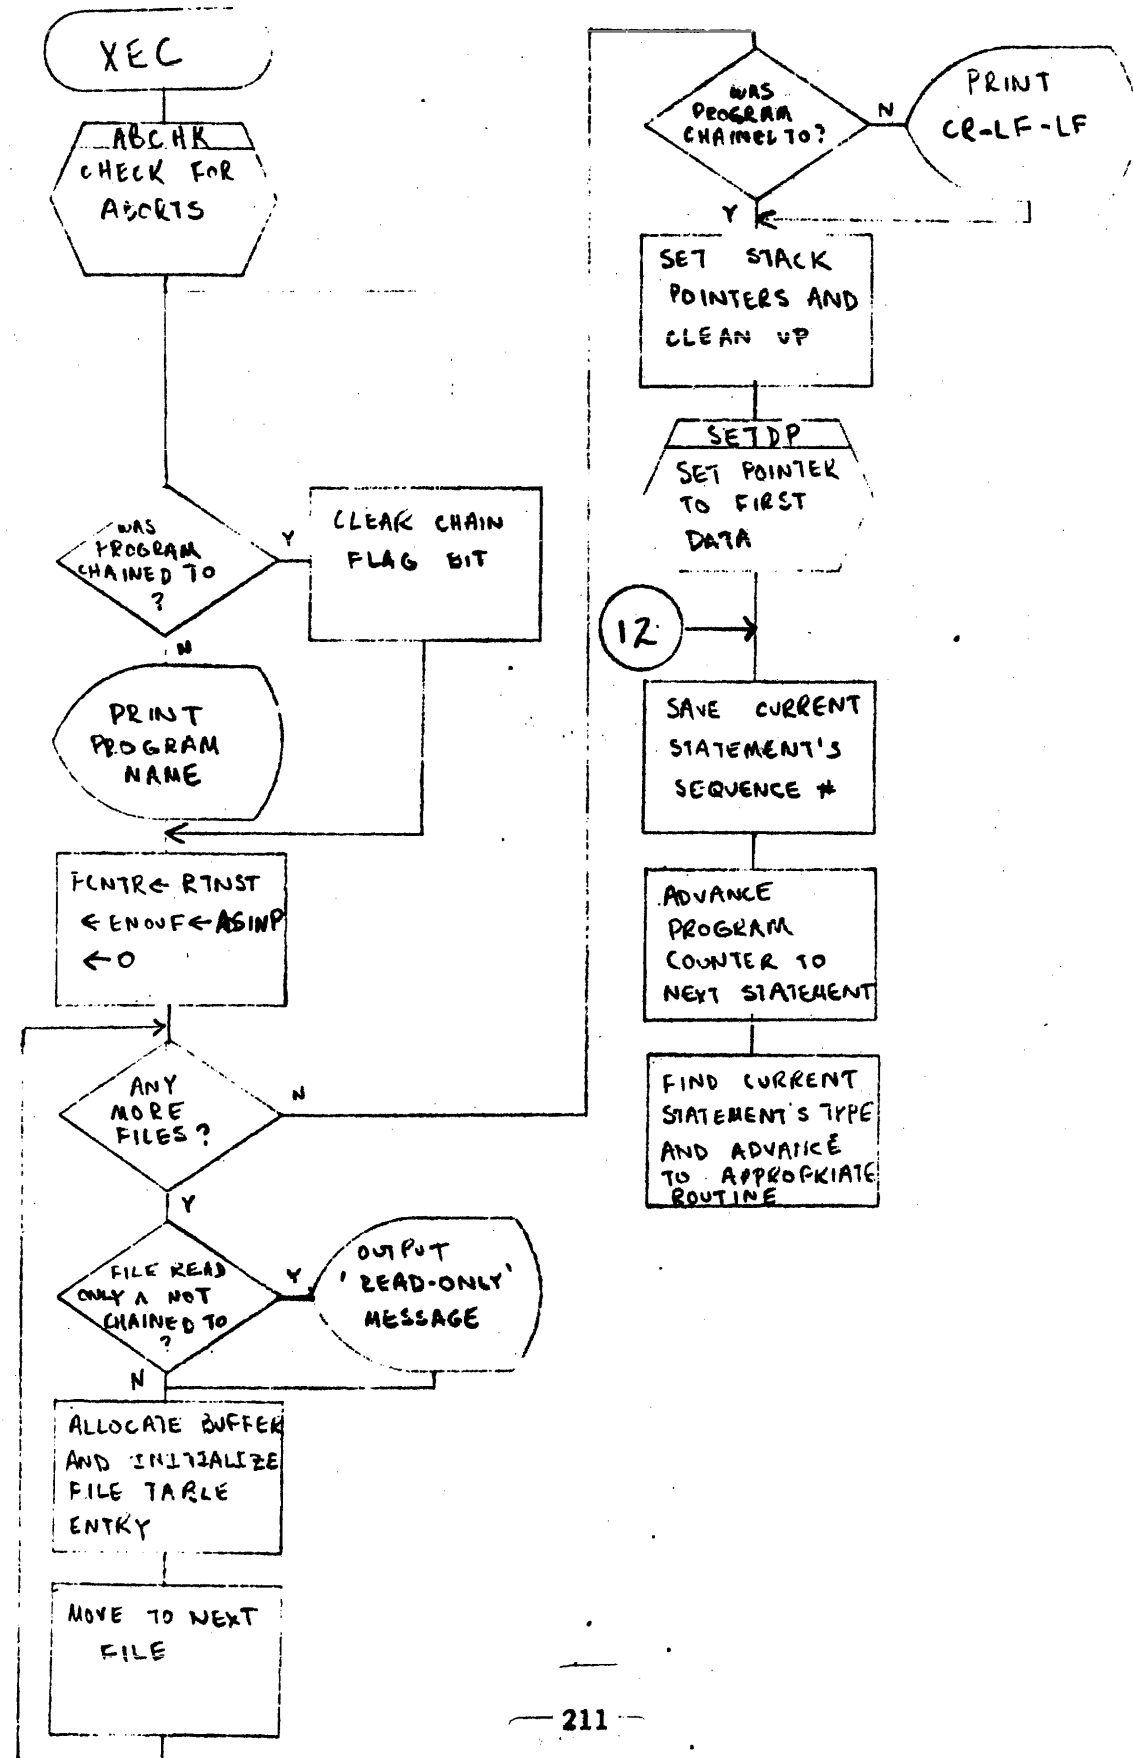 XEC
ABCHK
CHECK FOR
ABORTS
WAS
PROGRAM
CHAINED TO
?
Y
CLEAR CHAIN
FLAG BIT
N
PRINT
PROGRAM
NAME
FCNTR← RTNST
← ENOUF← ASINP
← 0
ANY
MORE
FILES?
N
Y
FILE READ
ONLY ∧ NOT
CHAINED TO
?
Y
OUTPUT
'READ-ONLY'
MESSAGE
N
ALLOCATE BUFFER
AND INITIALIZE
FILE TABLE
ENTRY
MOVE TO NEXT
FILE
WAS
PROGRAM
CHAINED TO?
N
PRINT
CR-LF-LF
Y
SET STACK
POINTERS AND
CLEAN UP
SETDP
SET POINTER
TO FIRST
DATA
12
SAVE CURRENT
STATEMENT'S
SEQUENCE #
ADVANCE
PROGRAM
COUNTER TO
NEXT STATEMENT
FIND CURRENT
STATEMENT'S TYPE
AND ADVANCE
TO APPROPRIATE
ROUTINE
211